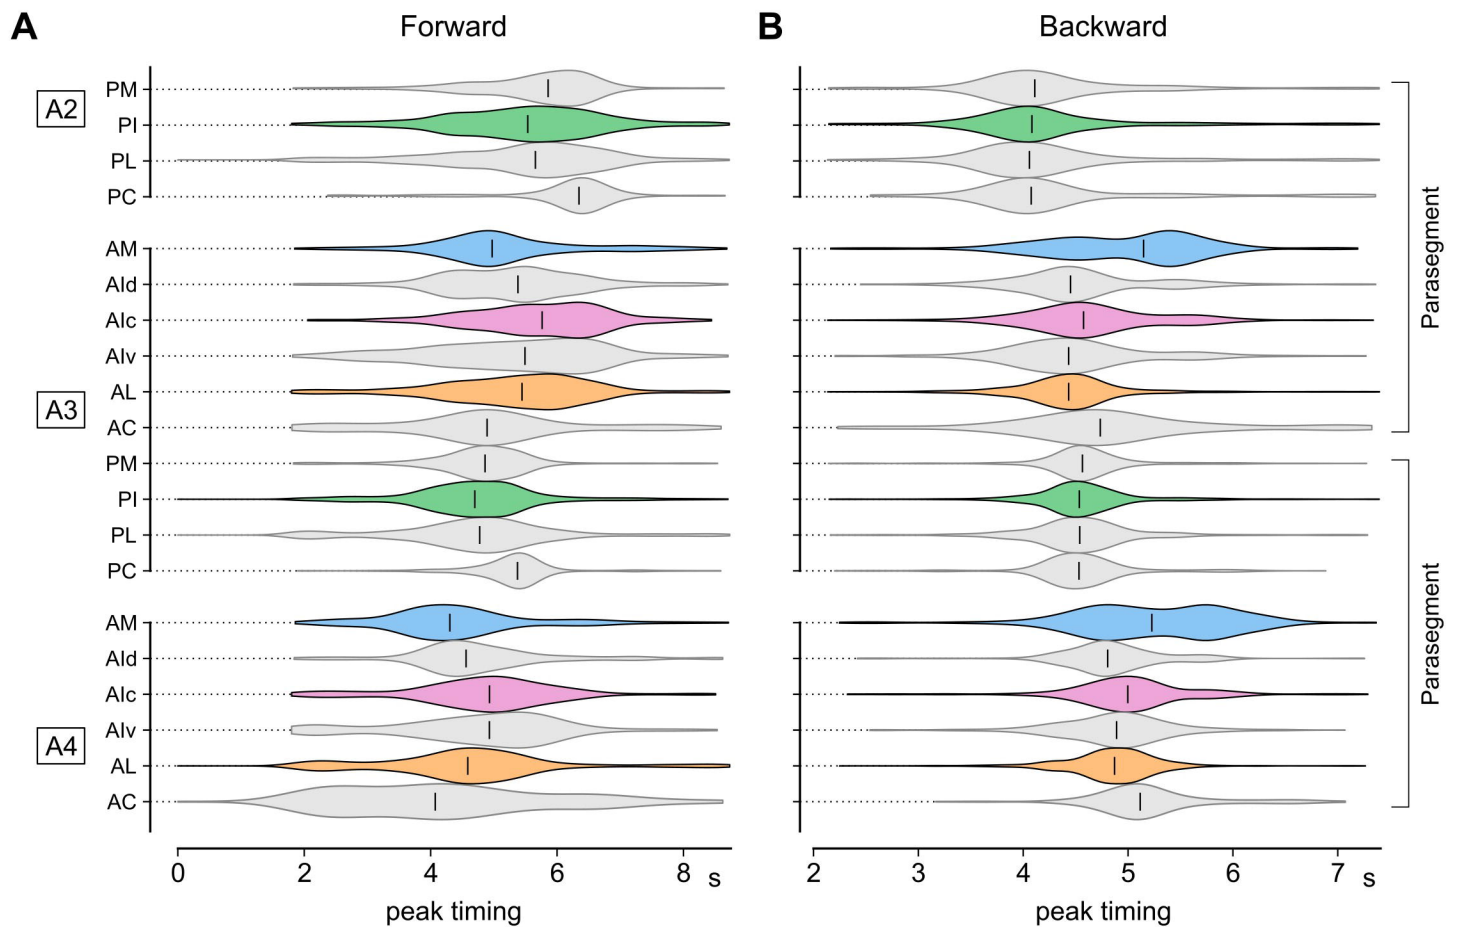 A Forward B Backward
A2
PM
PI
PL
PC
A3
AM
AId
AIc
AIv
AL
AC
PM
PI
PL
PC
A4
AM
AId
AIc
AIv
AL
AC
Parasegment
Parasegment
0 2 4 6 8 s
peak timing
2 3 4 5 6 7 s
peak timing